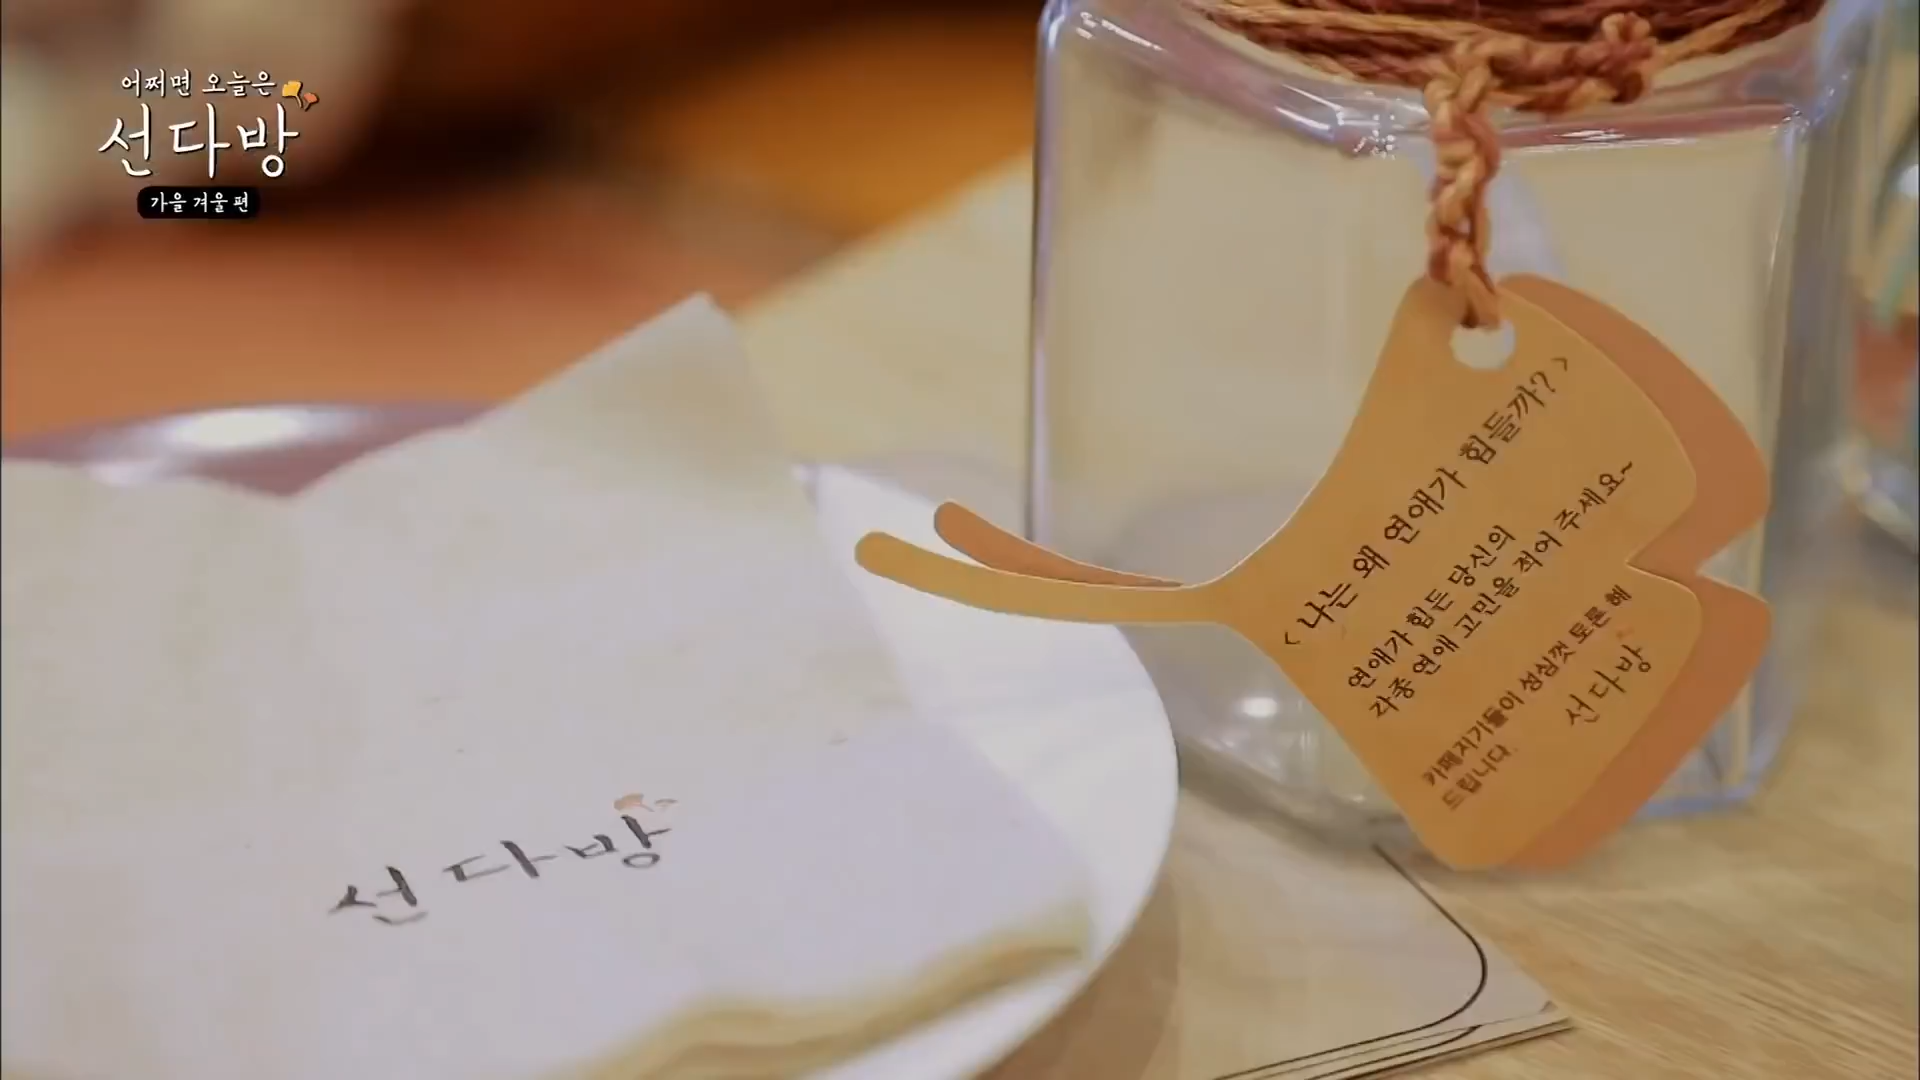 어쩌면 오늘은
선다방
가을 겨울 편
< 나는 왜 연애가 힘들까? >
연애가 힘든 당신의
각종 연애 고민을 적어 주세요~
카페지기들이 성심껏 토론 해
드립니다.
선다방
선다방